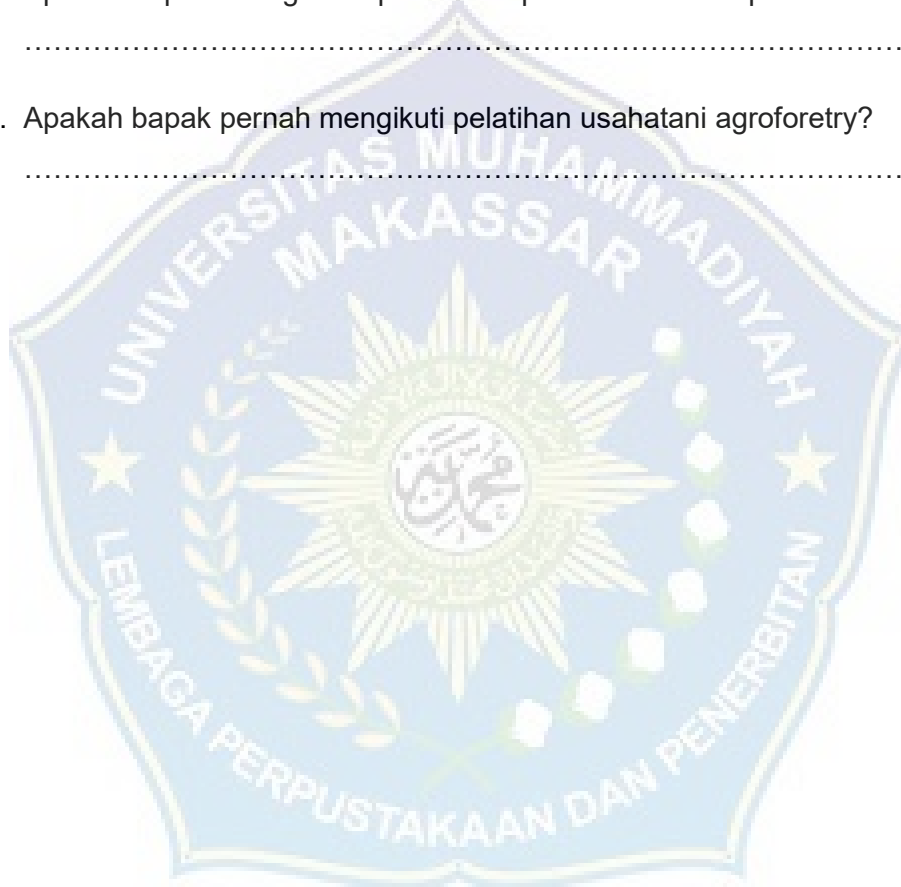 ……………………………………………………………………………
. Apakah bapak pernah mengikuti pelatihan usahatani agroforetry?
……………………………………………………………………………
UNIVERSITAS MUHAMMADIYAH
MAKASSAR
LEMBAGA PERPUSTAKAAN DAN PENERBITAN